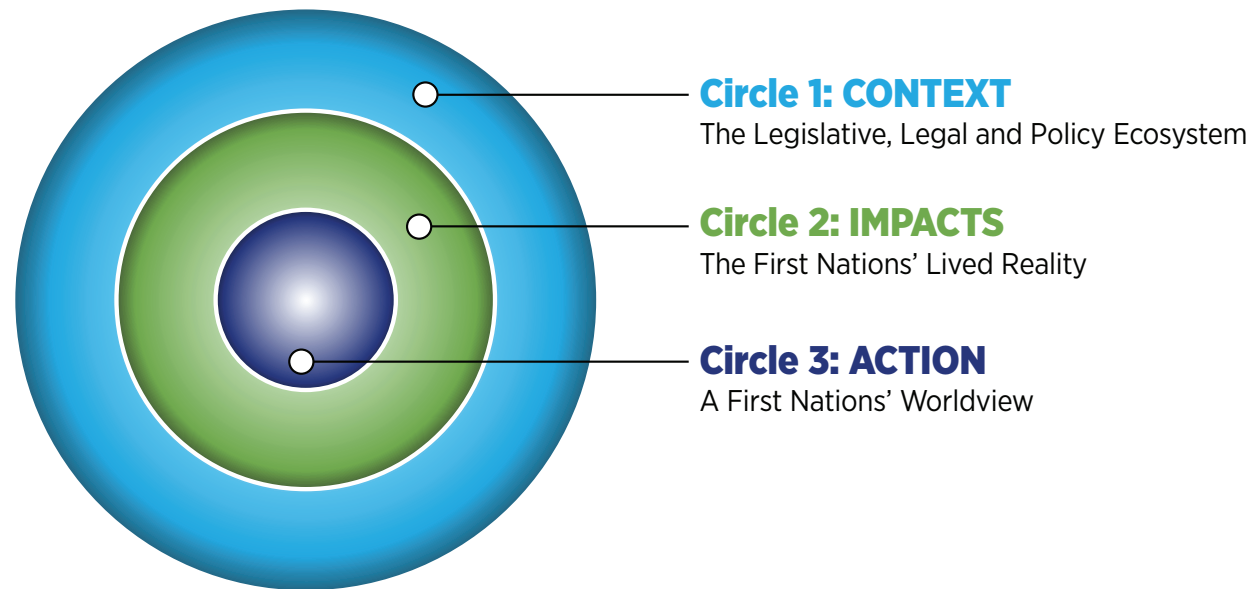 Circle 1: CONTEXT
The Legislative, Legal and Policy Ecosystem
Circle 2: IMPACTS
The First Nations’ Lived Reality
Circle 3: ACTION
A First Nations’ Worldview